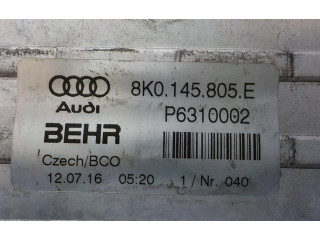 8K0.145.805.E
Audi
P6310002
BEHR
Czech/BCO
12.07.16 05:20 1/Nr. 040